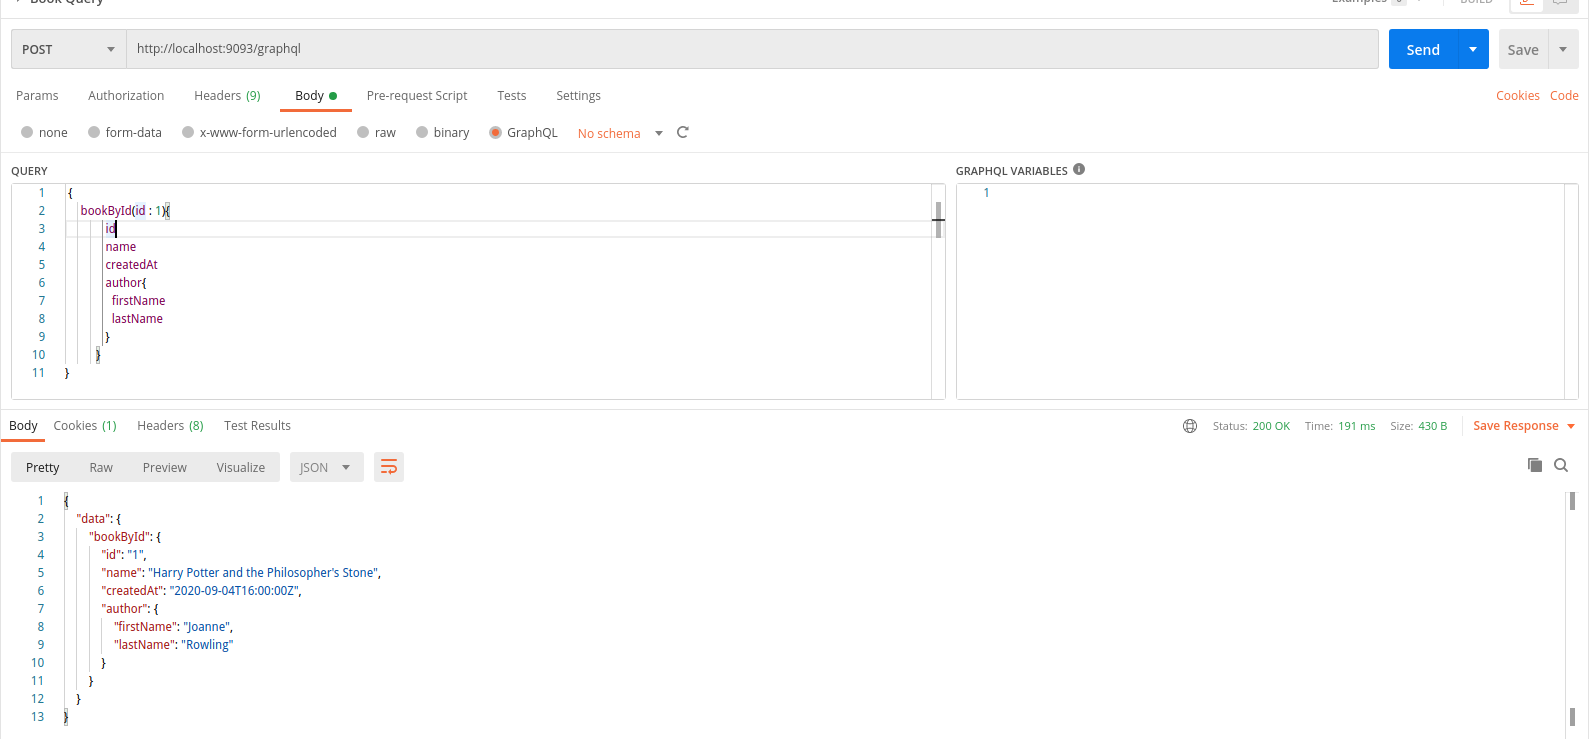 Book Query
Examples 0 BUILD
POST http://localhost:9093/graphql Send Save
Params Authorization Headers (9) Body Pre-request Script Tests Settings Cookies Code
none form-data x-www-form-urlencoded raw binary GraphQL No schema
QUERY GRAPHQL VARIABLES
1 { 1
2 bookById(id : 1){
3 id
4 name
5 createdAt
6 author{
7 firstName
8 lastName
9 }
10 }
11 }
Body Cookies (1) Headers (8) Test Results Status: 200 OK Time: 191 ms Size: 430 B Save Response
Pretty Raw Preview Visualize JSON
1 {
2 "data": {
3 "bookById": {
4 "id": "1",
5 "name": "Harry Potter and the Philosopher's Stone",
6 "createdAt": "2020-09-04T16:00:00Z",
7 "author": {
8 "firstName": "Joanne",
9 "lastName": "Rowling"
10 }
11 }
12 }
13 }